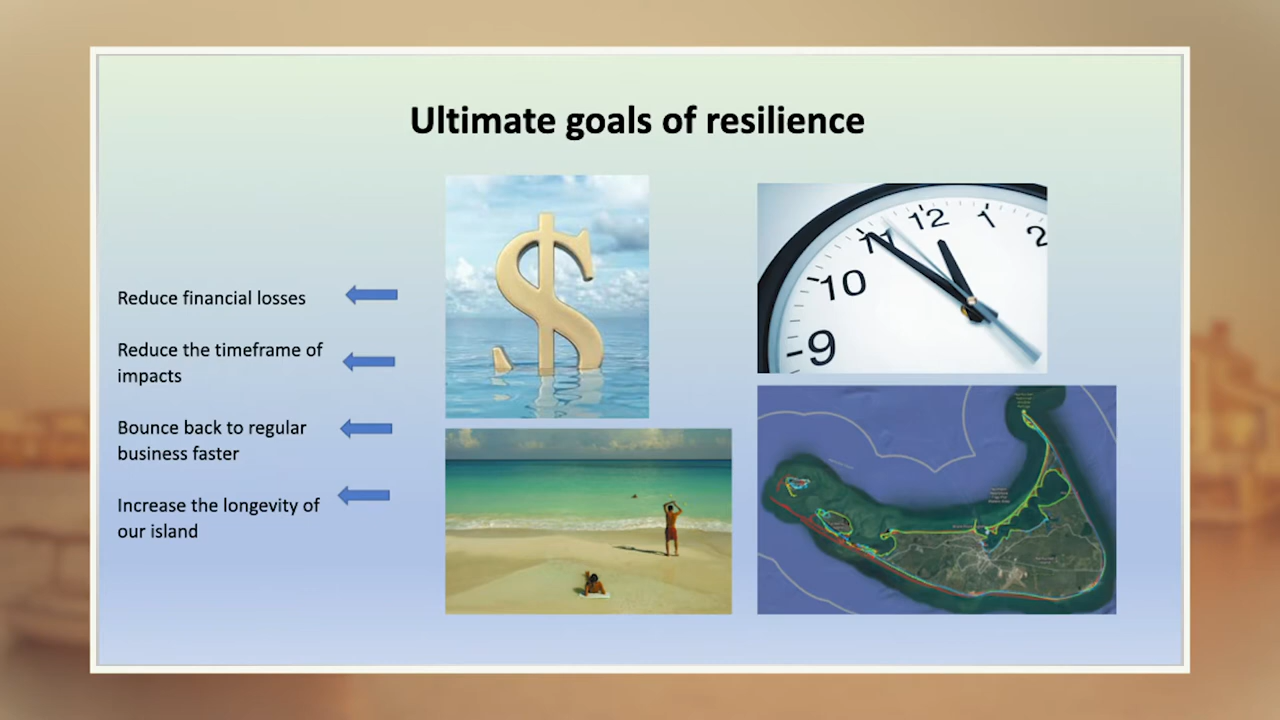 Ultimate goals of resilience
Reduce financial losses
Reduce the timeframe of
impacts
Bounce back to regular
business faster
Increase the longevity of
our island
12
1
2
11
10
9